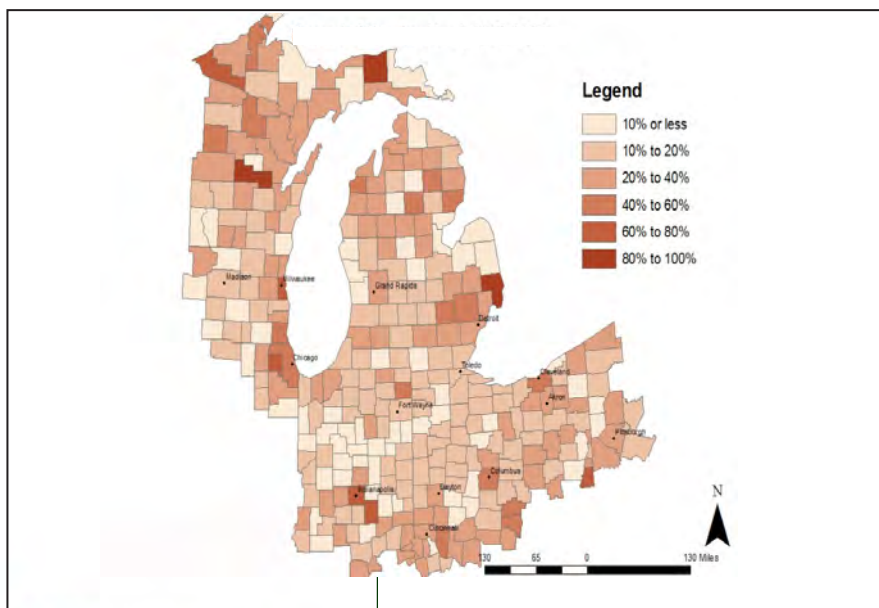 Legend
10% or less
10% to 20%
20% to 40%
40% to 60%
60% to 80%
80% to 100%
Madison
Milwaukee
Grand Rapids
Detroit
Chicago
Toledo
Cleveland
Akron
Fort Wayne
Pittsburgh
Columbus
Indianapolis
Dayton
Cincinnati
N
130 65 0 130 Miles